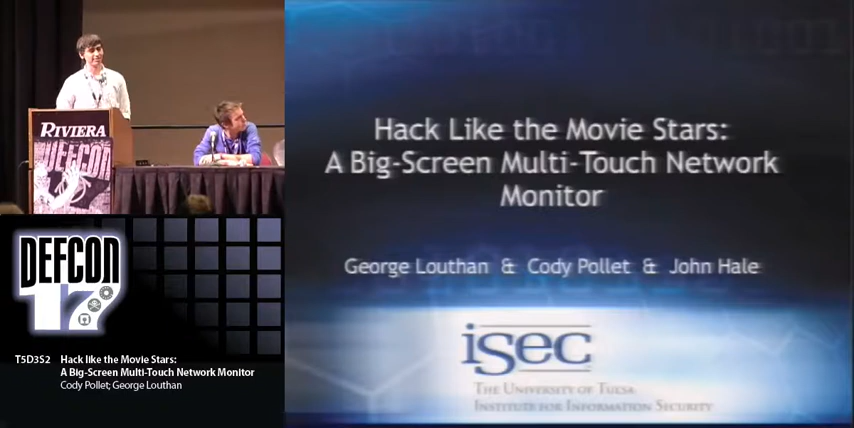 RIVIERA
DEFCON
DEFCON
17
T5D3S2
Hack like the Movie Stars:
A Big-Screen Multi-Touch Network Monitor
Cody Pollet; George Louthan
Hack Like the Movie Stars:
A Big-Screen Multi-Touch Network
Monitor
George Louthan & Cody Pollet & John Hale
isec
THE UNIVERSITY OF TULSA
INSTITUTE FOR INFORMATION SECURITY